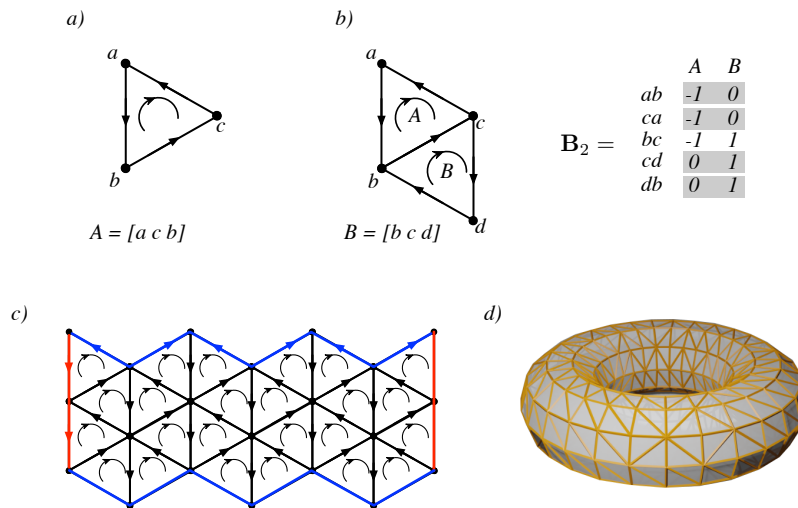 a)
a
c
b
A = [a c b]
b)
a
A
c
b
B
d
B = [b c d]
B₂ =
A B
ab -1 0
ca -1 0
bc -1 1
cd 0 1
db 0 1
c)
d)